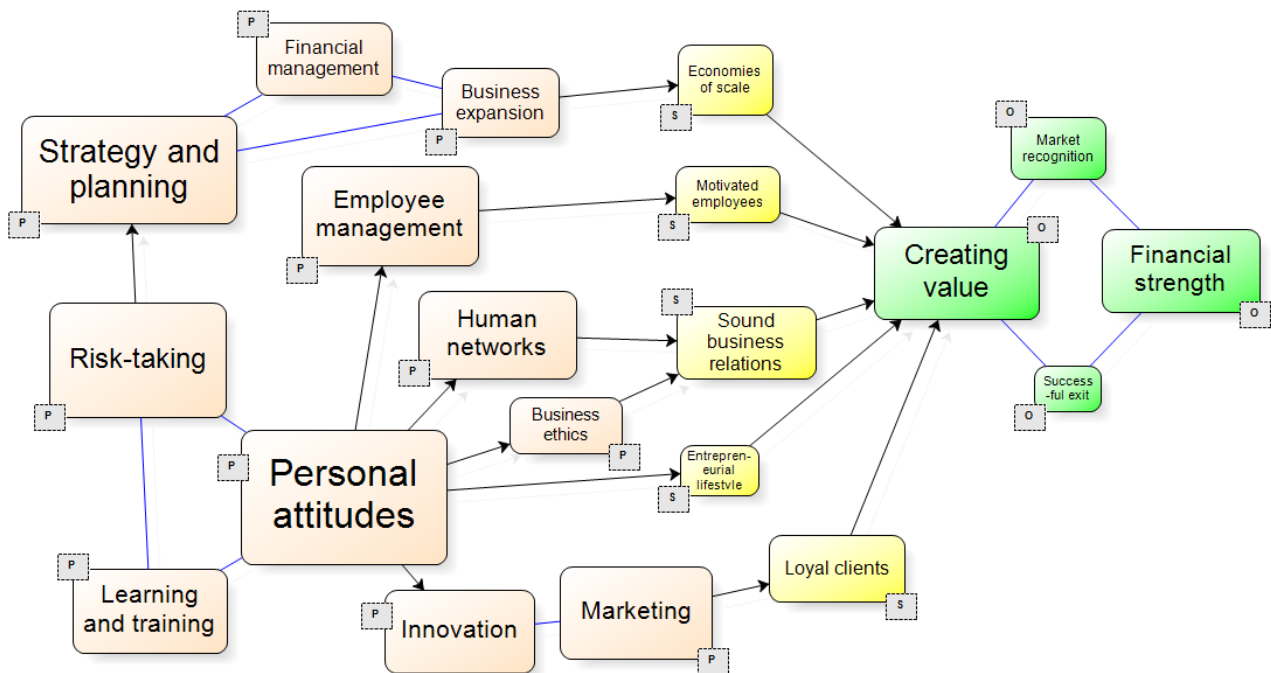 P
Financial
management
Business
expansion
P
Economies
of scale
S
O
Market
recognition
Strategy and
planning
P
Employee
management
P
Motivated
employees
S
Creating
value
O
Financial
strength
O
Risk-taking
P
Human
networks
P
S
Sound
business
relations
Success
-ful exit
O
Business
ethics
P
P
Personal
attitudes
Entrepren-
eurial
lifestyle
S
P
Learning
and training
P
Innovation
Marketing
P
Loyal clients
S